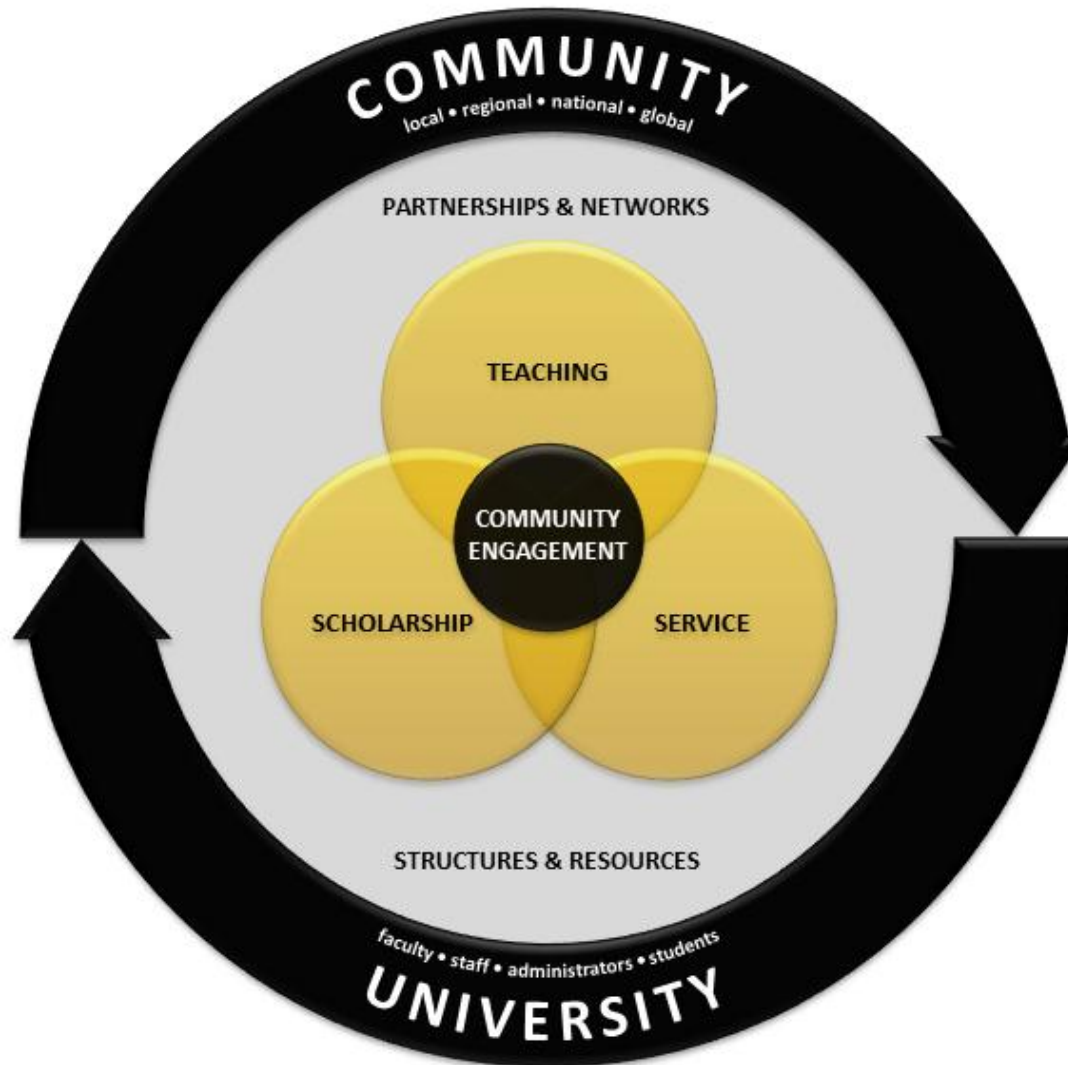 COMMUNITY
local • regional • national • global
PARTNERSHIPS & NETWORKS
TEACHING
COMMUNITY
ENGAGEMENT
SCHOLARSHIP
SERVICE
STRUCTURES & RESOURCES
faculty • staff • administrators • students
UNIVERSITY